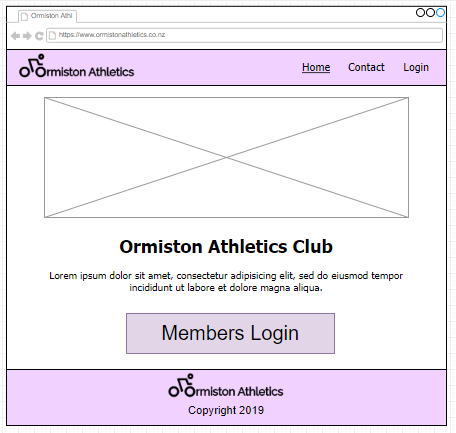 Ormiston Athl
https://www.ormistonathletics.co.nz
Ormiston Athletics
Home Contact Login
Ormiston Athletics Club
Lorem ipsum dolor sit amet, consectetur adipisicing elit, sed do eiusmod tempor
incididunt ut labore et dolore magna aliqua.
Members Login
Ormiston Athletics
Copyright 2019